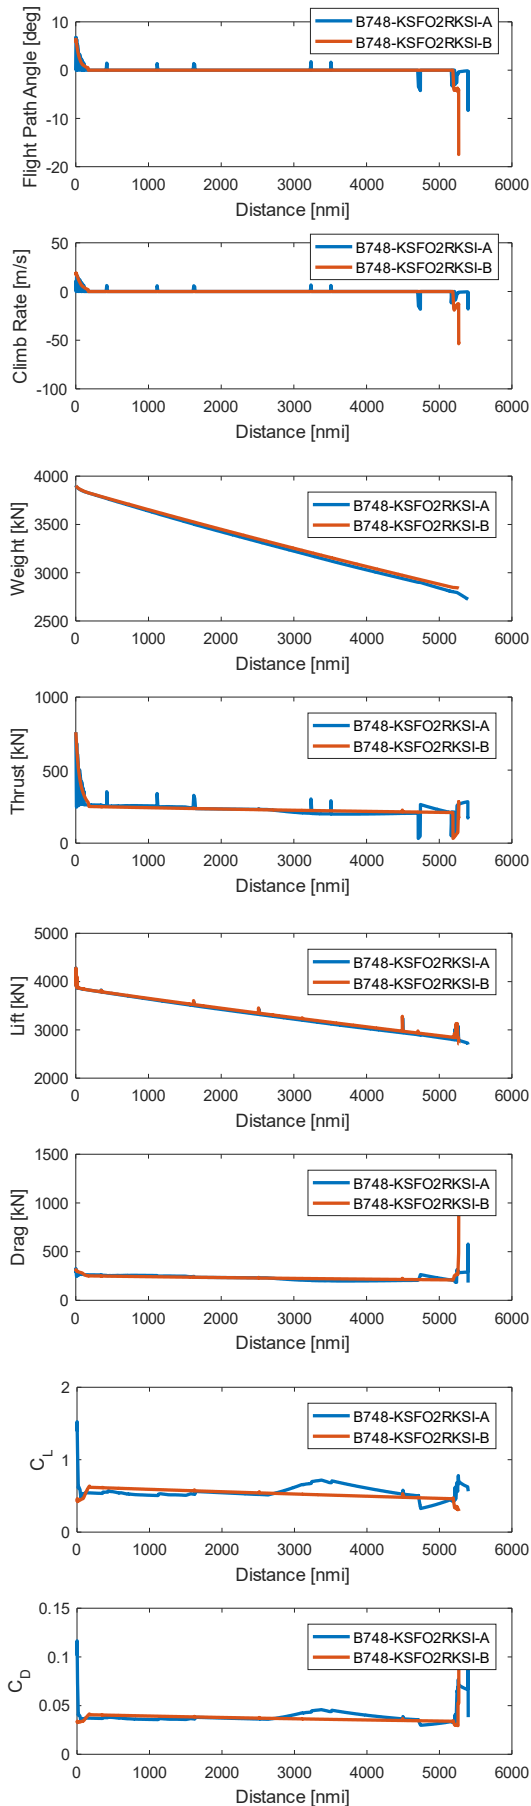 10
0
-10
-20
Flight Path Angle [deg]
B748-KSFO2RKSI-A
B748-KSFO2RKSI-B
0 1000 2000 3000 4000 5000 6000
Distance [nmi]
50
0
-50
-100
Climb Rate [m/s]
B748-KSFO2RKSI-A
B748-KSFO2RKSI-B
0 1000 2000 3000 4000 5000 6000
Distance [nmi]
4000
3500
3000
2500
Weight [kN]
B748-KSFO2RKSI-A
B748-KSFO2RKSI-B
0 1000 2000 3000 4000 5000 6000
Distance [nmi]
1000
500
0
Thrust [kN]
B748-KSFO2RKSI-A
B748-KSFO2RKSI-B
0 1000 2000 3000 4000 5000 6000
Distance [nmi]
5000
4000
3000
2000
Lift [kN]
B748-KSFO2RKSI-A
B748-KSFO2RKSI-B
0 1000 2000 3000 4000 5000 6000
Distance [nmi]
1500
1000
500
0
Drag [kN]
B748-KSFO2RKSI-A
B748-KSFO2RKSI-B
0 1000 2000 3000 4000 5000 6000
Distance [nmi]
2
1
0
C_L
B748-KSFO2RKSI-A
B748-KSFO2RKSI-B
0 1000 2000 3000 4000 5000 6000
Distance [nmi]
0.15
0.1
0.05
0
C_D
B748-KSFO2RKSI-A
B748-KSFO2RKSI-B
0 1000 2000 3000 4000 5000 6000
Distance [nmi]